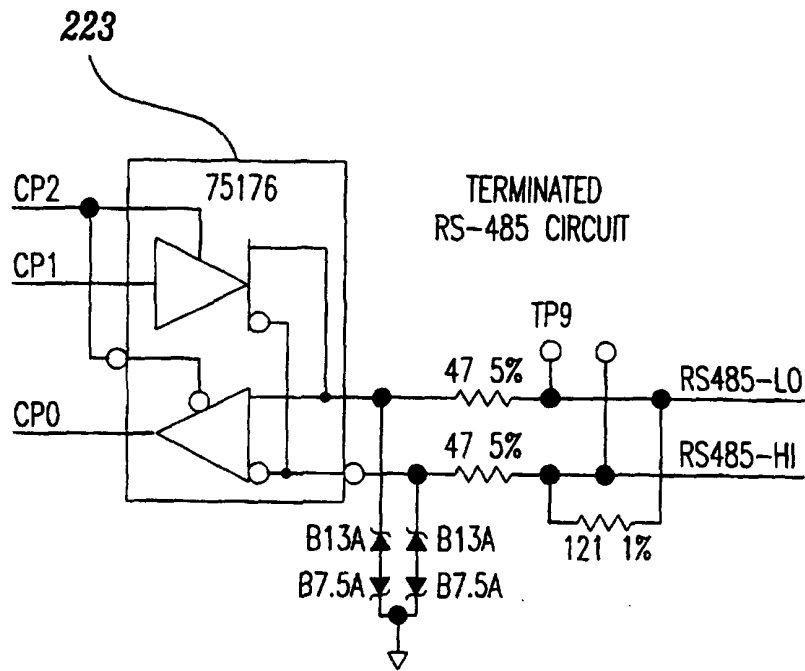 223
CP2
75176
TERMINATED
RS-485 CIRCUIT
CP1
TP9
47 5%
RS485-LO
CP0
47 5%
RS485-HI
121 1%
B13A B13A
B7.5A B7.5A